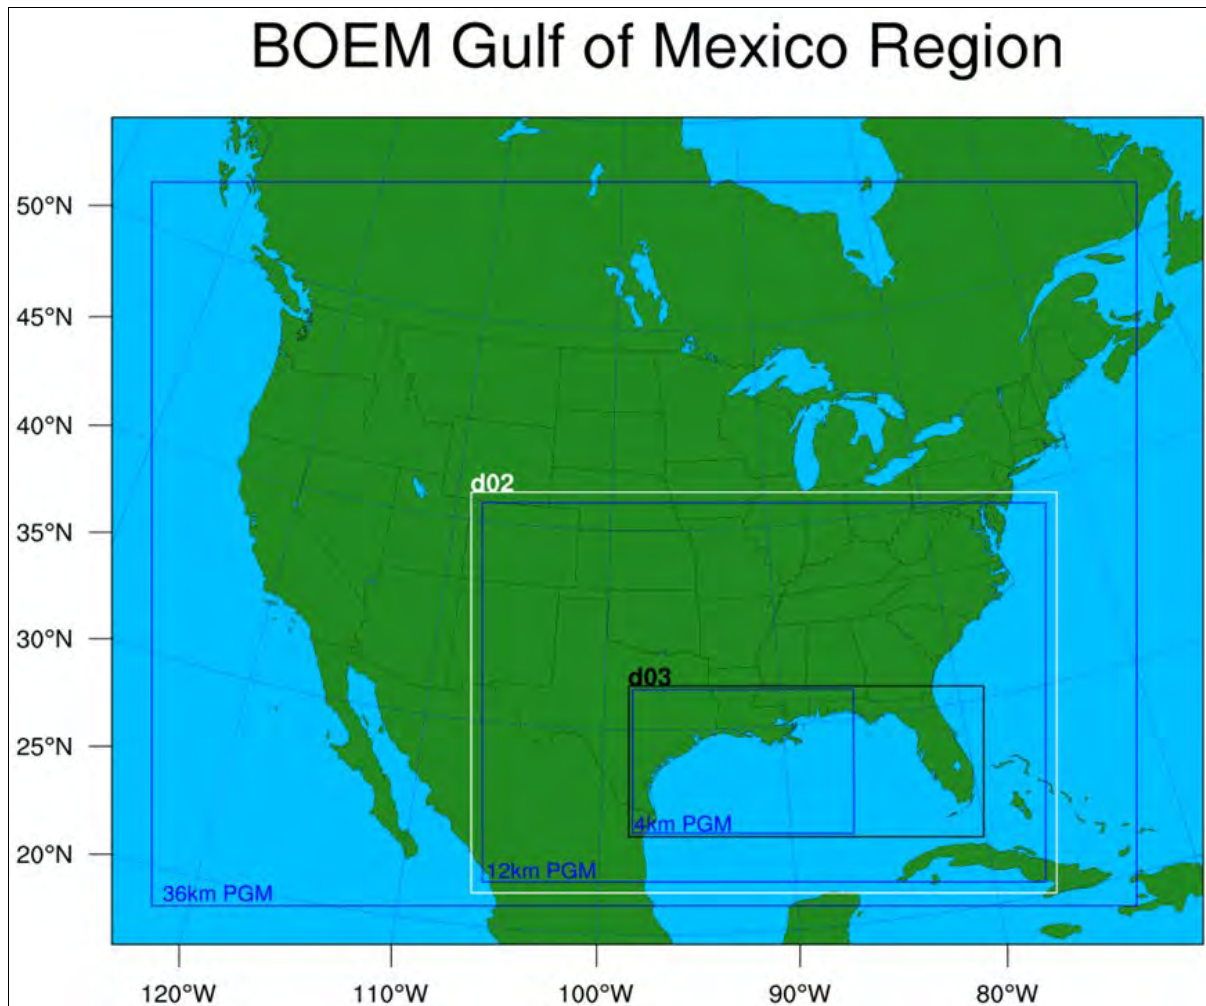 BOEM Gulf of Mexico Region
50°N
45°N
40°N
d02
35°N
30°N
d03
25°N
4km PGM
20°N
12km PGM
36km PGM
120°W 110°W 100°W 90°W 80°W